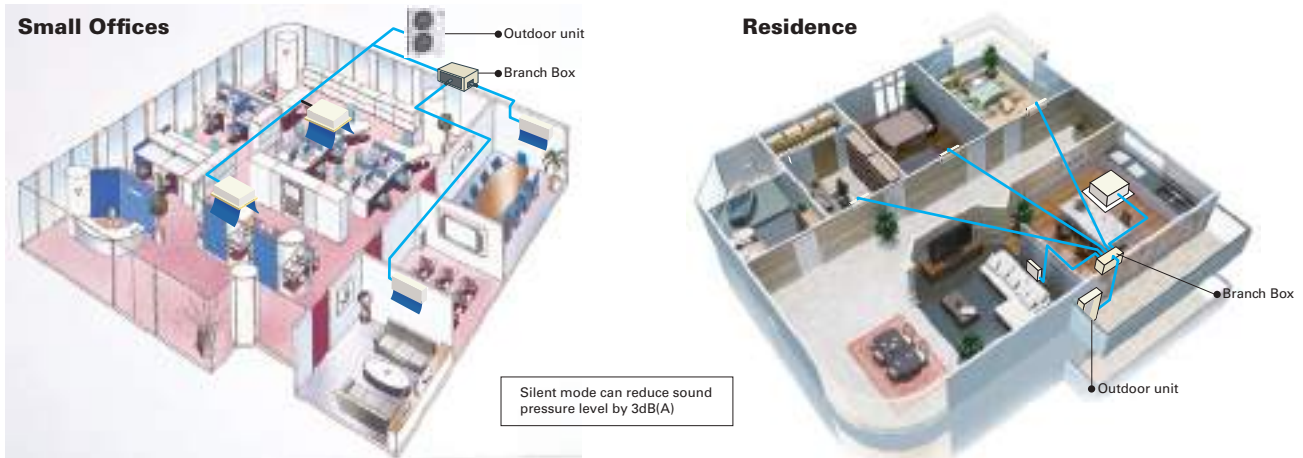 Small Offices
Outdoor unit
Branch Box
Silent mode can reduce sound
pressure level by 3dB(A)
Residence
Branch Box
Outdoor unit